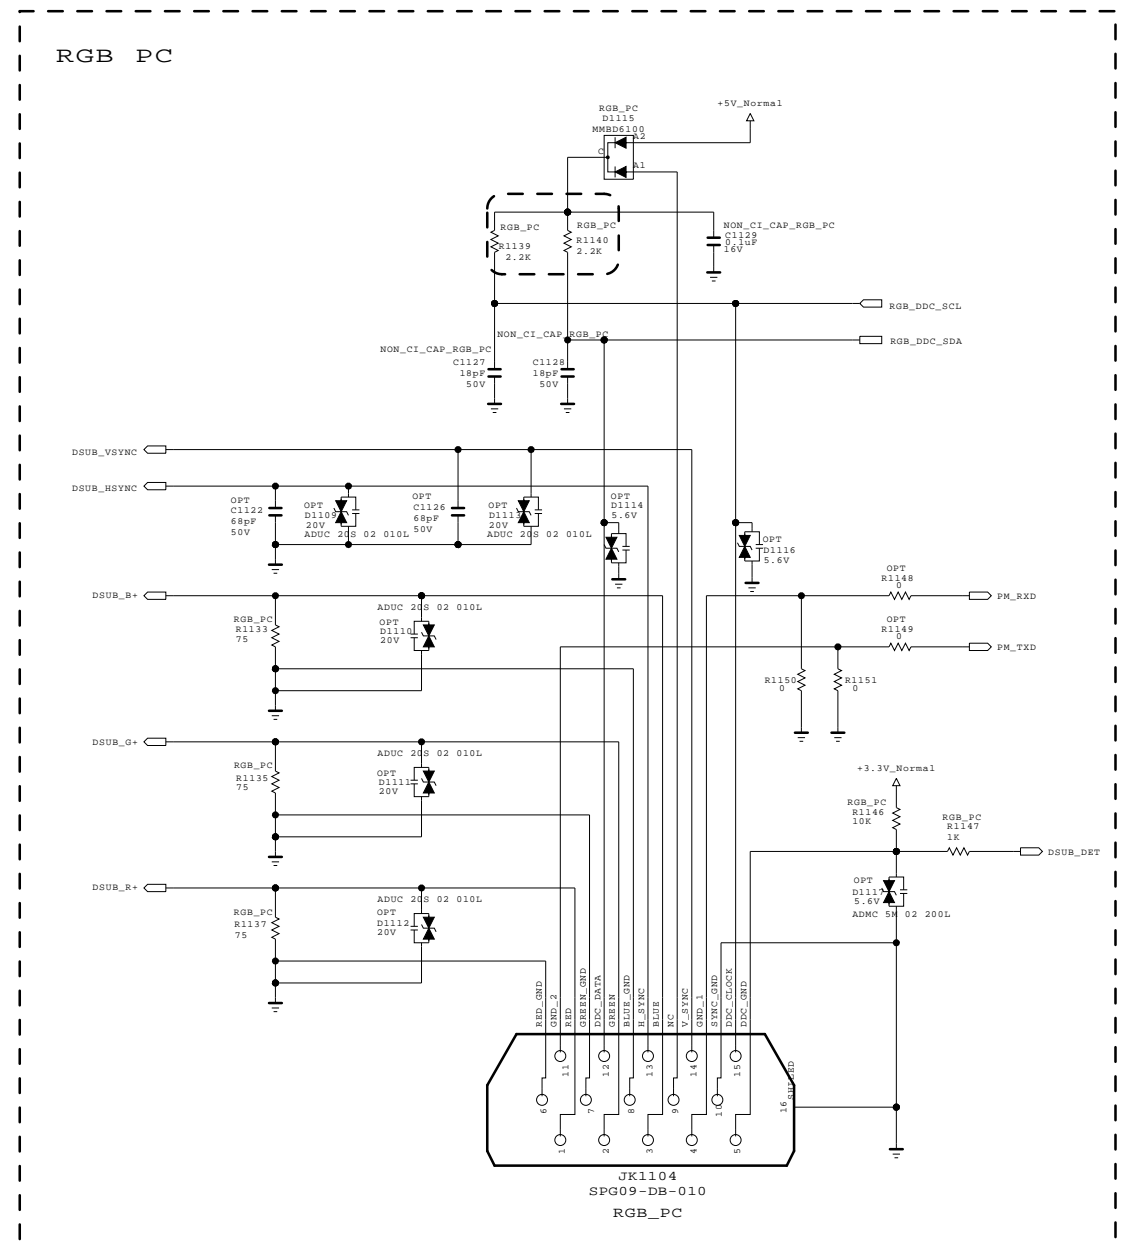 RGB PC
+5V_Normal
RGB_PC
D1115
MMBD6100
A2
C
A1
RGB_PC
R1139
2.2K
RGB_PC
R1140
2.2K
NON_CI_CAP_RGB_PC
C1129
0.1uF
16V
RGB_DDC_SCL
RGB_DDC_SDA
NON_CI_CAP_RGB_PC
C1127
18pF
50V
NON_CI_CAP_RGB_PC
C1128
18pF
50V
DSUB_VSYNC
DSUB_HSYNC
OPT
C1122
68pF
50V
OPT
D1109
20V
ADUC 20S 02 010L
OPT
C1126
68pF
50V
OPT
20V
ADUC 20S 02 010L
OPT
D1114
5.6V
OPT
D1116
5.6V
DSUB_B+
RGB_PC
R1133
75
ADUC 20S 02 010L
OPT
D1110
20V
OPT
R1148
0
PM_RXD
OPT
R1149
0
PM_TXD
R1150
0
R1151
0
DSUB_G+
RGB_PC
R1135
75
ADUC 20S 02 010L
OPT
D1111
20V
+3.3V_Normal
RGB_PC
R1146
10K
RGB_PC
R1147
1K
DSUB_DET
OPT
D1117
5.6V
ADMC 5M 02 200L
DSUB_R+
RGB_PC
R1137
75
ADUC 20S 02 010L
OPT
D1112
20V
RED_GND
GND_2
RED
GREEN_GND
DDC_DATA
GREEN
BLUE_GND
H_SYNC
BLUE
NC
V_SYNC
GND_1
SYNC_GND
DDC_CLOCK
DDC_GND
11
12
13
14
15
6
7
8
9
10
16
SHILED
1
2
3
4
5
JK1104
SPG09-DB-010
RGB_PC